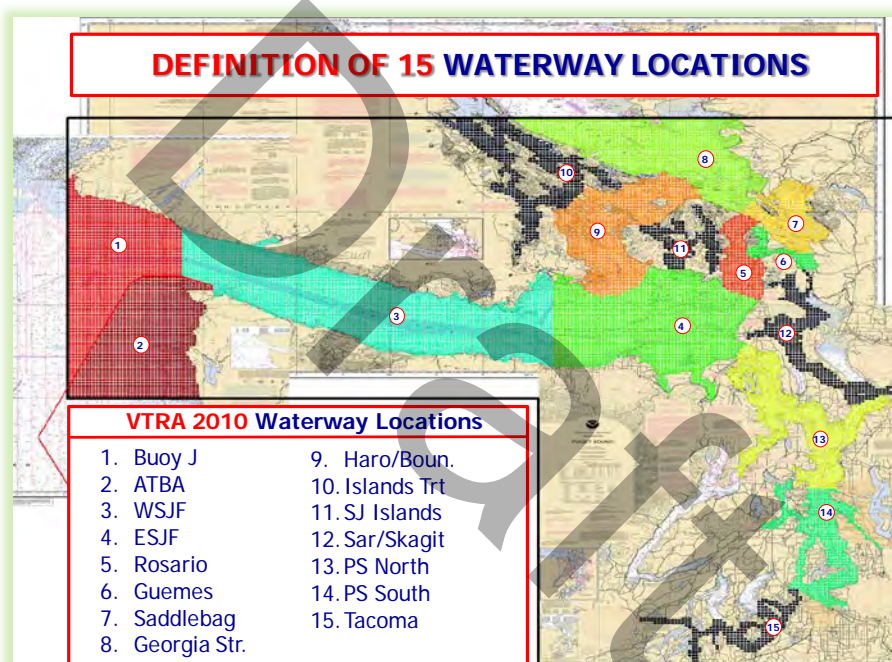 DEFINITION OF 15 WATERWAY LOCATIONS
8
10
7
9
1
11
6
5
3
4
2
12
VTRA 2010 Waterway Locations
1. Buoy J
2. ATBA
3. WSJF
4. ESJF
5. Rosario
6. Guemes
7. Saddlebag
8. Georgia Str.
9. Haro/Boun.
10. Islands Trt
11. SJ Islands
12. Sar/Skagit
13. PS North
14. PS South
15. Tacoma
13
14
15
Draft